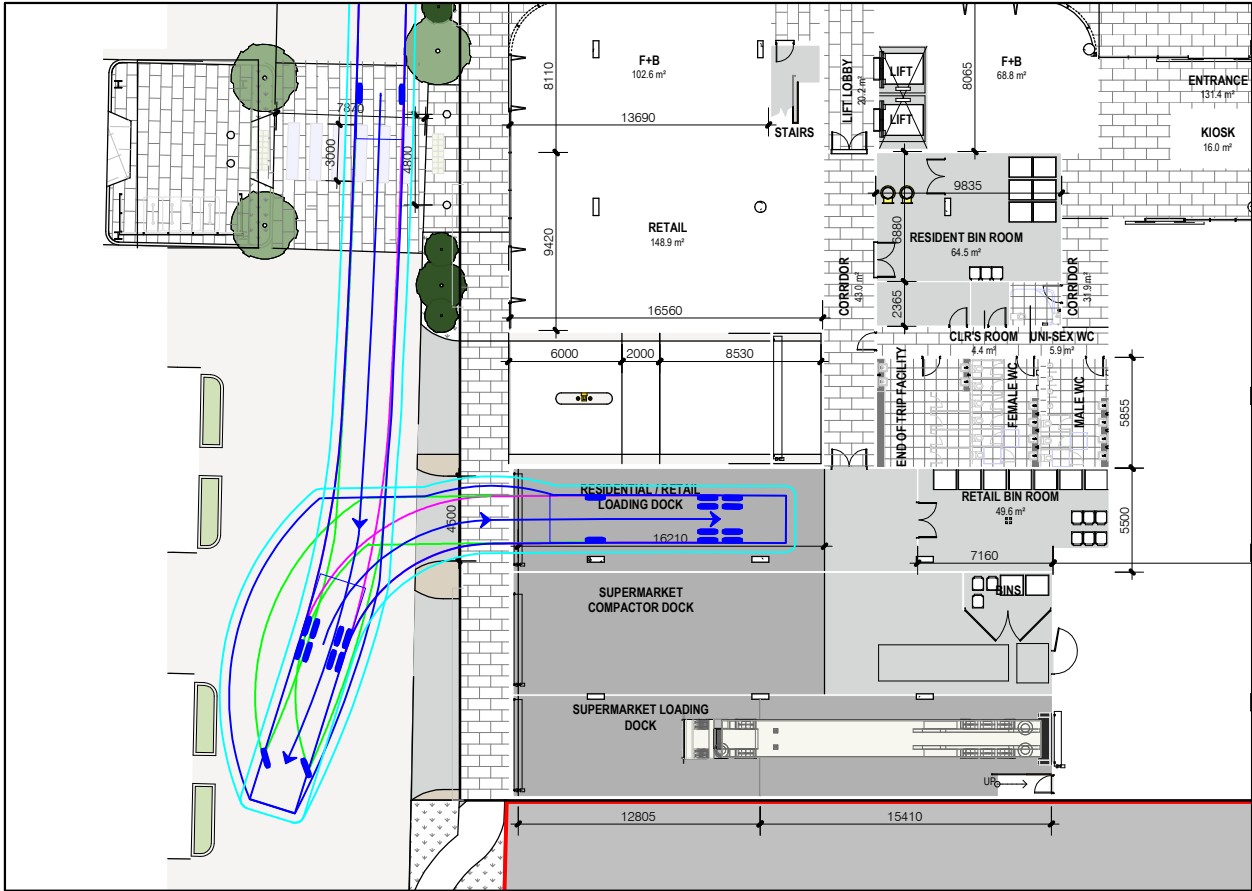 F+B
102.6 m²
8110
13690
STAIRS
LIFT LOBBY
20.2 m²
LIFT
LIFT
8065
F+B
68.8 m²
ENTRANCE
131.4 m²
KIOSK
16.0 m²
7870
3000
4800
9835
RETAIL
148.9 m²
9420
6880
RESIDENT BIN ROOM
64.5 m²
CORRIDOR
43.0 m²
CORRIDOR
31.9 m²
2365
16560
6000
2000
8530
CLR'S ROOM
4.4 m²
UNI-SEX WC
5.9 m²
END OF TRIP FACILITY
FEMALE WC
MALE WC
5855
RESIDENTIAL / RETAIL
LOADING DOCK
4500
16210
RETAIL BIN ROOM
49.6 m²
5500
7160
SUPERMARKET
COMPACTOR DOCK
BINS
SUPERMARKET LOADING
DOCK
UP
12805
15410